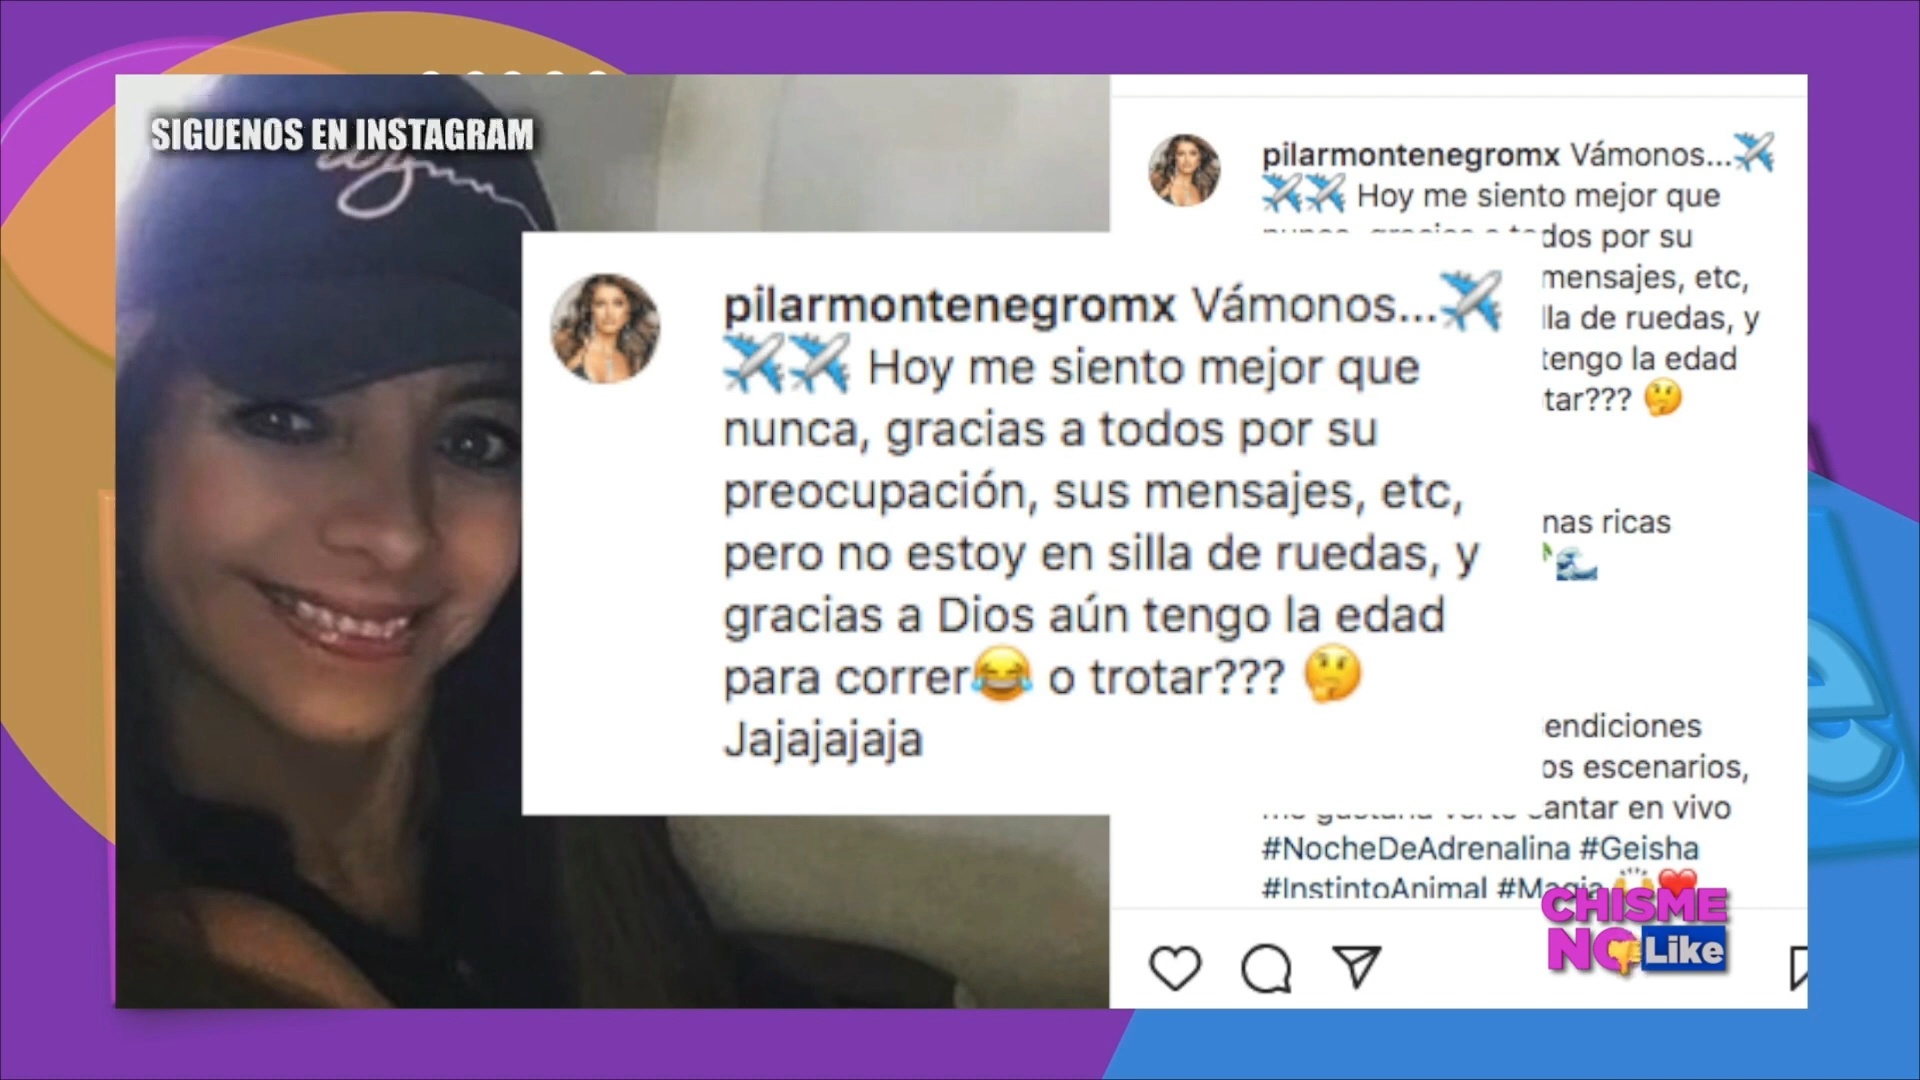 SIGUENOS EN INSTAGRAM
pilarmontenegromx Vámonos...✈️
✈️✈️ Hoy me siento mejor que
nunca, gracias a todos por su
preocupación, sus mensajes, etc,
pero no estoy en silla de ruedas, y
gracias a Dios aún tengo la edad
para correr😂 o trotar??? 🤔
Jajajajaja
pilarmontenegromx Vámonos...✈️
✈️✈️ Hoy me siento mejor que
dos por su
mensajes, etc,
lla de ruedas, y
tengo la edad
tar??? 🤔
nas ricas
🌊
endiciones
os escenarios,
antar en vivo
#NocheDeAdrenalina #Geisha
#InstintoAnimal #Magia 🙌❤️
CHISME
NO Like